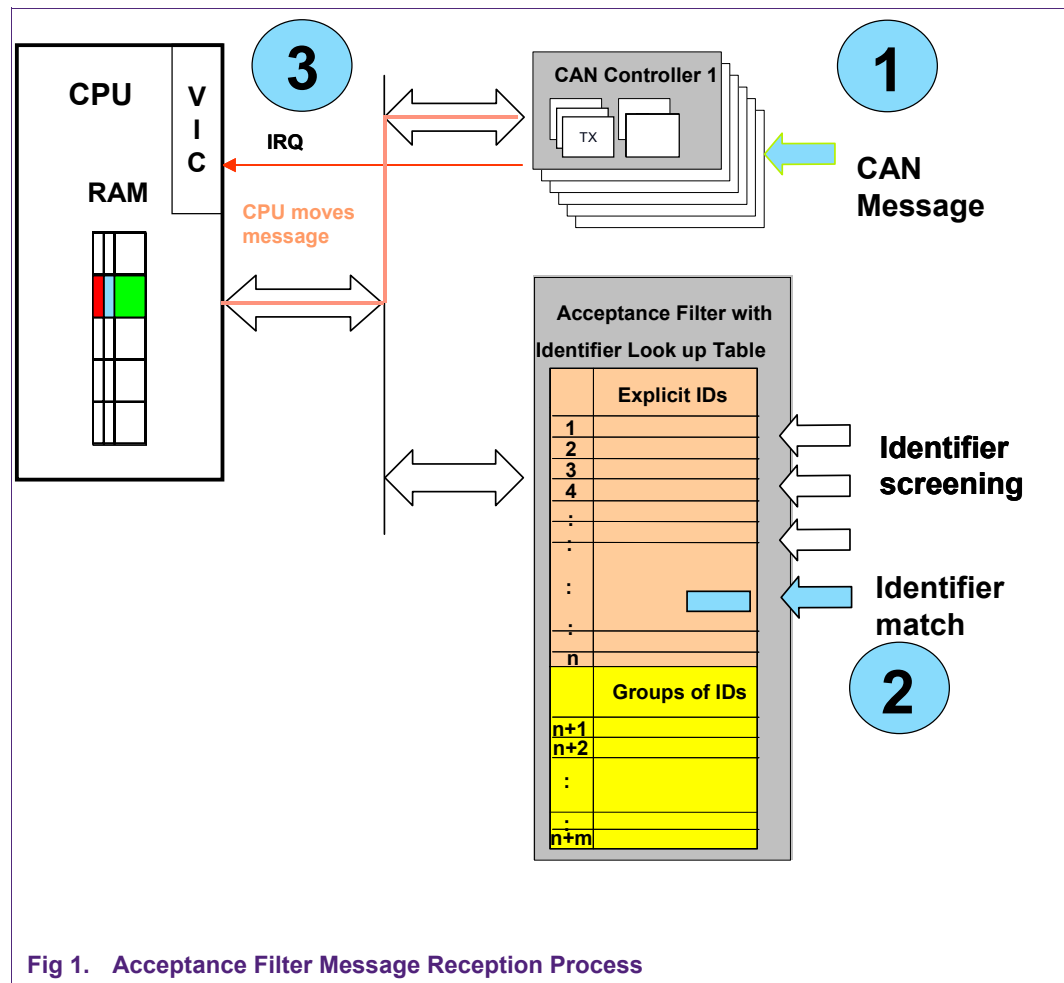 3
1
CPU
V
I
C
IRQ
RAM
CPU moves
message
CAN Controller 1
TX
CAN
Message
Acceptance Filter with
Identifier Look up Table
Explicit IDs
1
2
3
4
:
:
:
:
n
Identifier
screening
Identifier
match
2
Groups of IDs
n+1
n+2
:
:
n+m
Fig 1. Acceptance Filter Message Reception Process